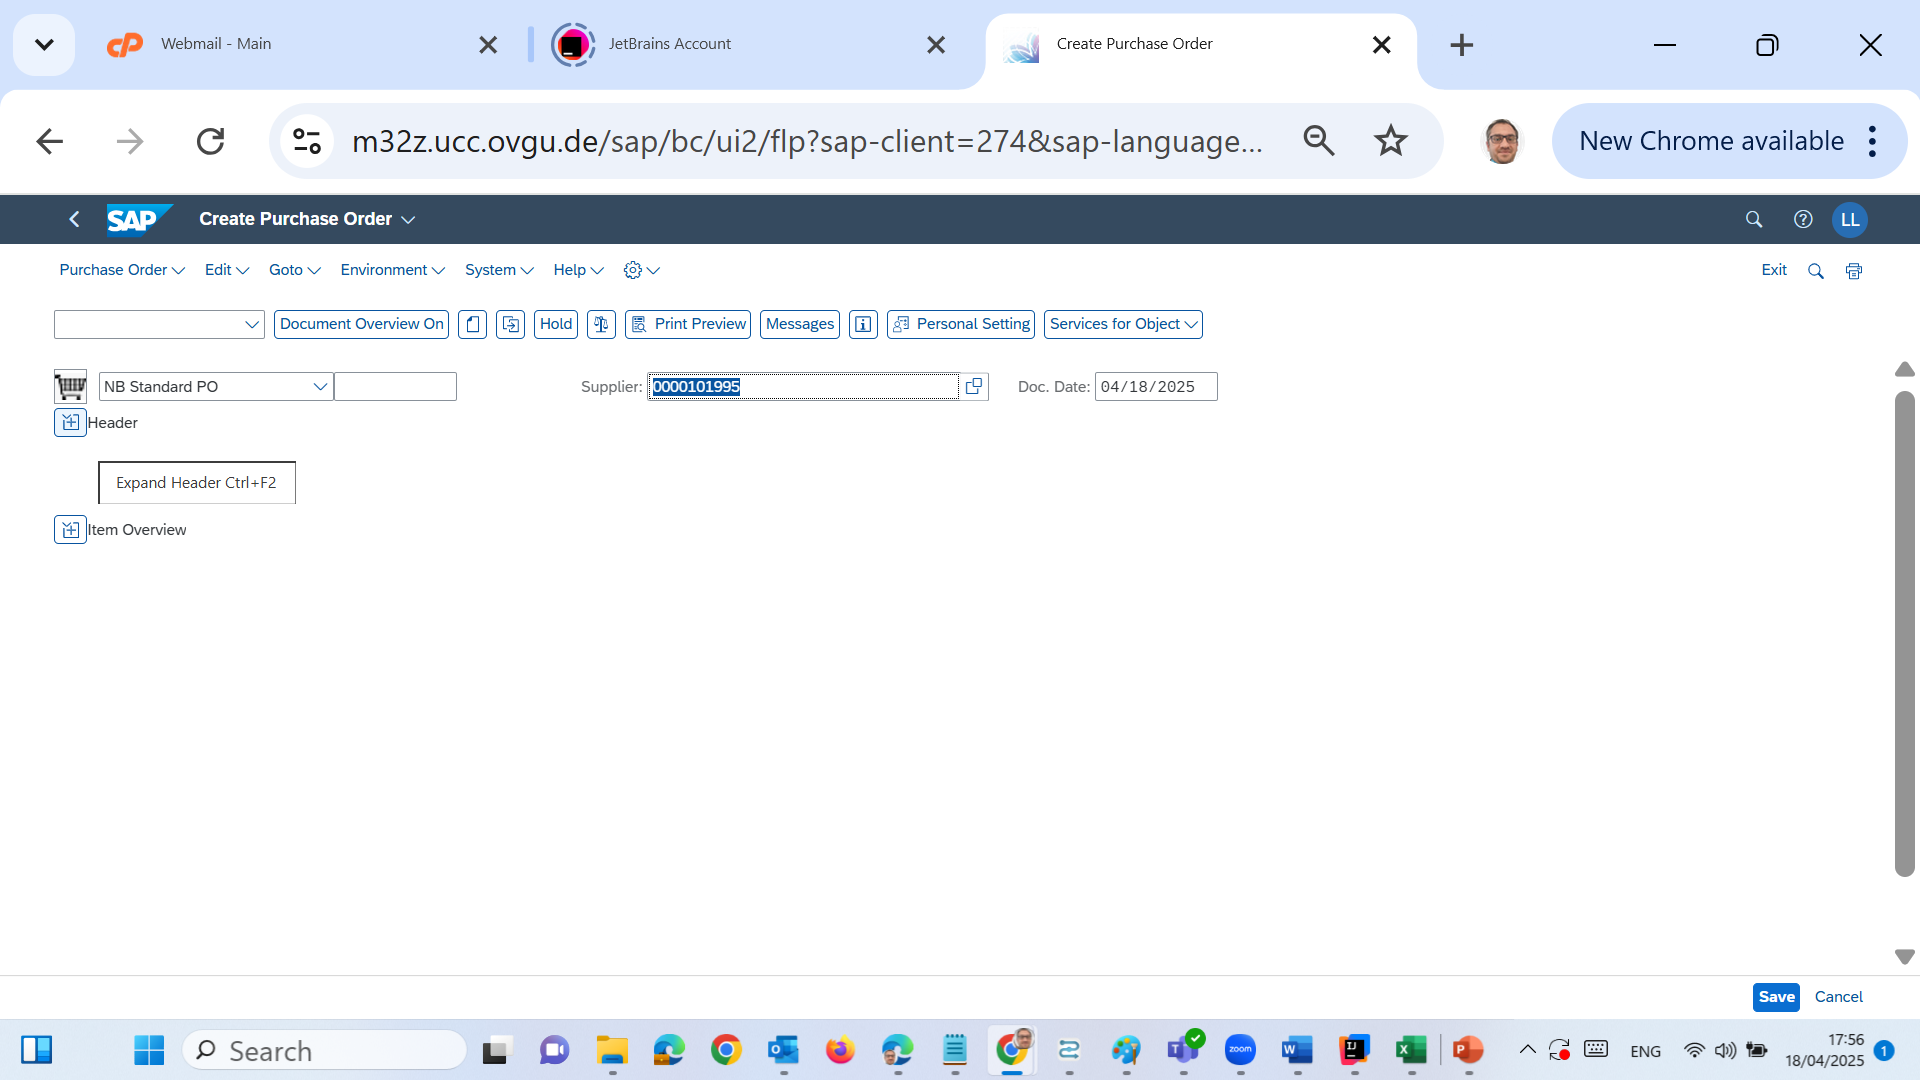 Webmail - Main
JetBrains Account
Create Purchase Order
m32z.ucc.ovgu.de/sap/bc/ui2/flp?sap-client=274&sap-language...
New Chrome available
SAP
Create Purchase Order
LL
Purchase Order
Edit
Goto
Environment
System
Help
Exit
Document Overview On
Hold
Print Preview
Messages
Personal Setting
Services for Object
NB Standard PO
Supplier:
0000101995
Doc. Date:
04/18/2025
Header
Expand Header Ctrl+F2
Item Overview
Save
Cancel
Search
zoom
ENG
17:56
18/04/2025
1